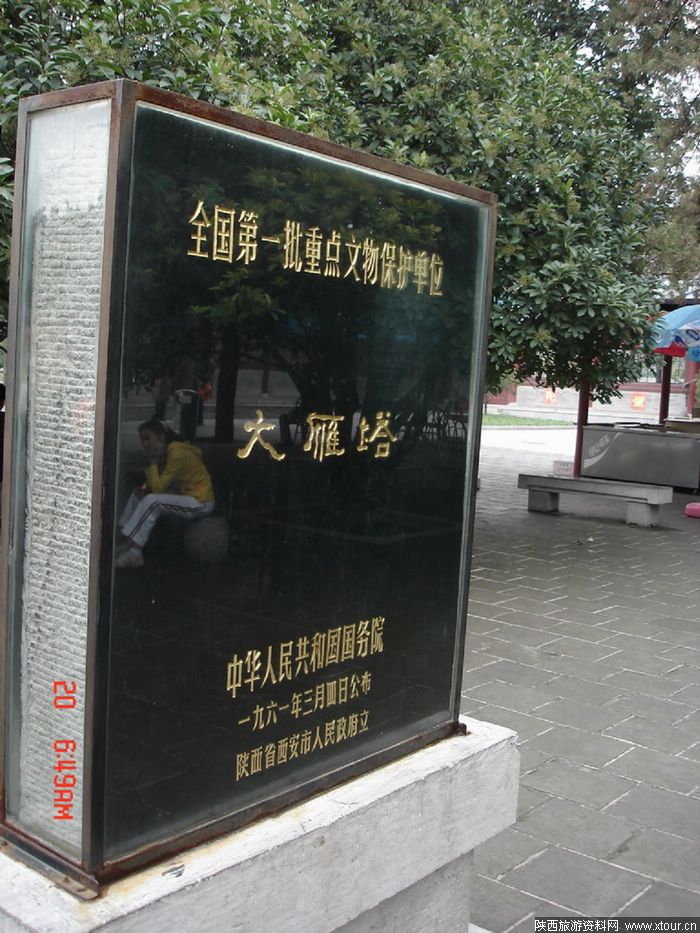 全国第一批重点文物保护单位
大雁塔
中华人民共和国国务院
一九六一年三月四日公布
陕西省西安市人民政府立
20 6:49AM
陕西旅游资料网 www.xtour.cn